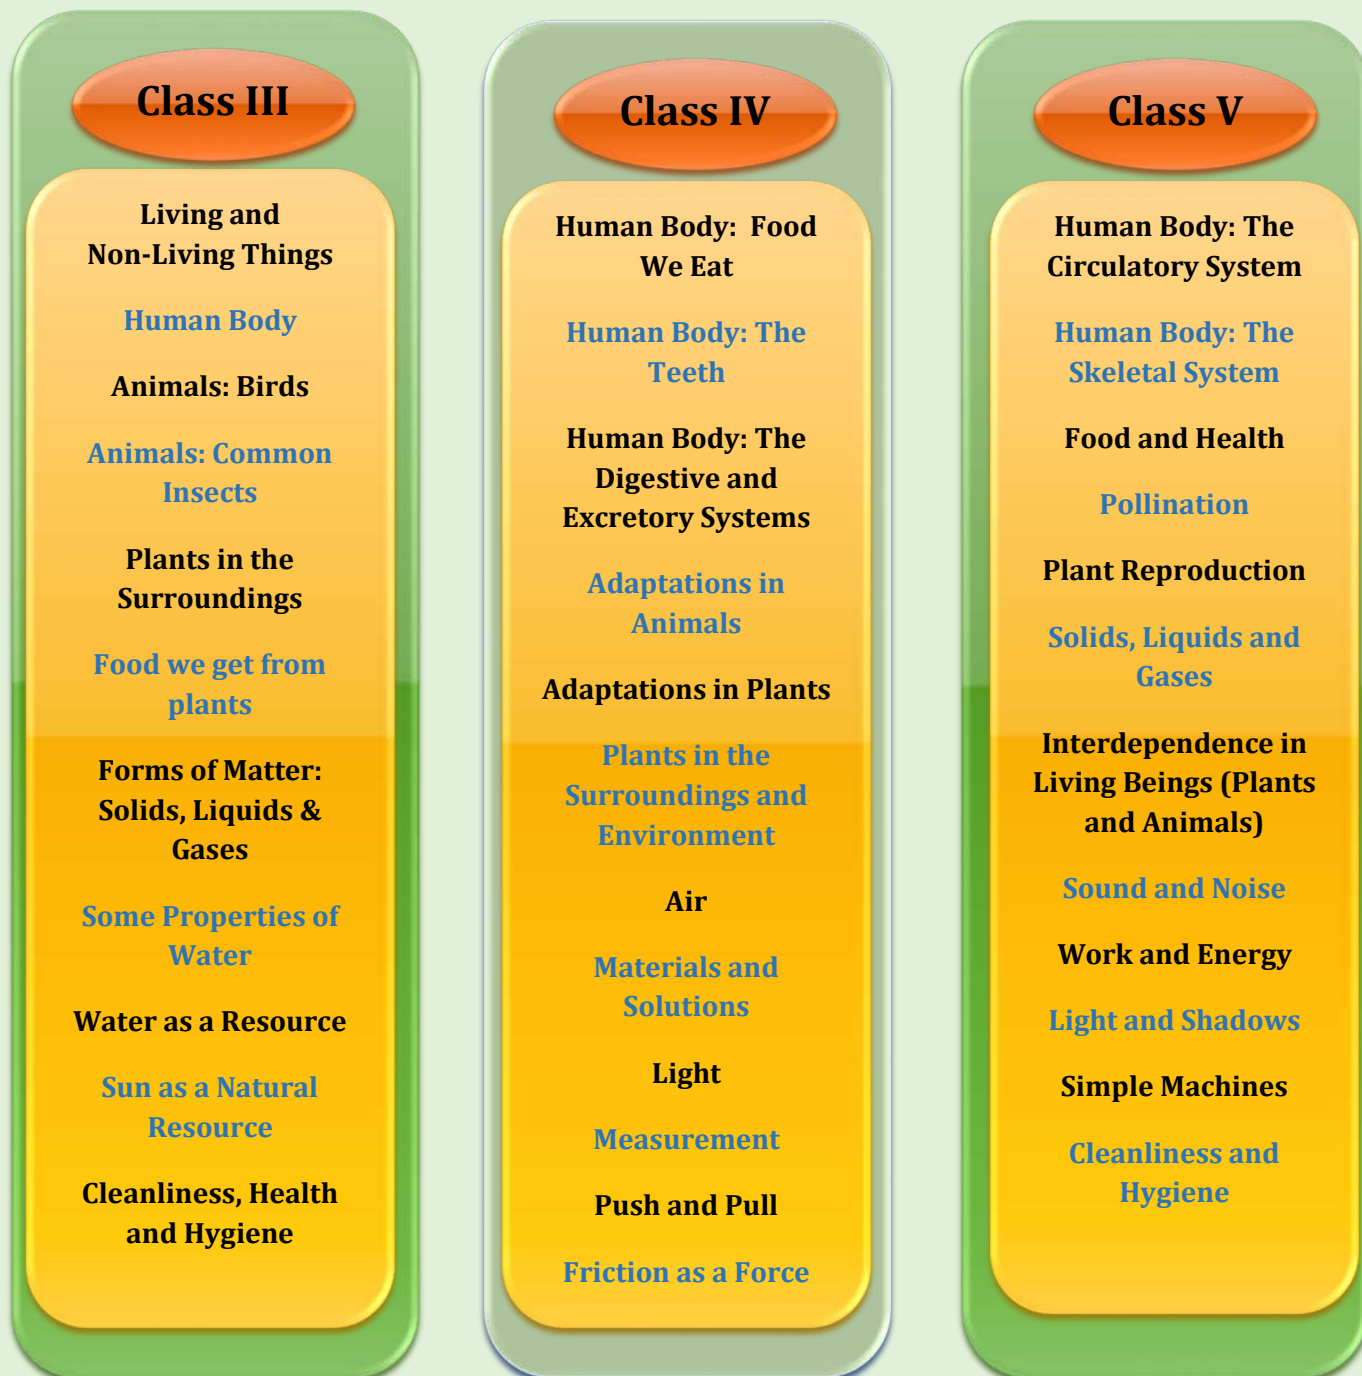 Class III
Living and
Non-Living Things
Human Body
Animals: Birds
Animals: Common
Insects
Plants in the
Surroundings
Food we get from
plants
Forms of Matter:
Solids, Liquids &
Gases
Some Properties of
Water
Water as a Resource
Sun as a Natural
Resource
Cleanliness, Health
and Hygiene
Class IV
Human Body:  Food
We Eat
Human Body: The
Teeth
Human Body: The
Digestive and
Excretory Systems
Adaptations in
Animals
Adaptations in Plants
Plants in the
Surroundings and
Environment
Air
Materials and
Solutions
Light
Measurement
Push and Pull
Friction as a Force
Class V
Human Body: The
Circulatory System
Human Body: The
Skeletal System
Food and Health
Pollination
Plant Reproduction
Solids, Liquids and
Gases
Interdependence in
Living Beings (Plants
and Animals)
Sound and Noise
Work and Energy
Light and Shadows
Simple Machines
Cleanliness and
Hygiene